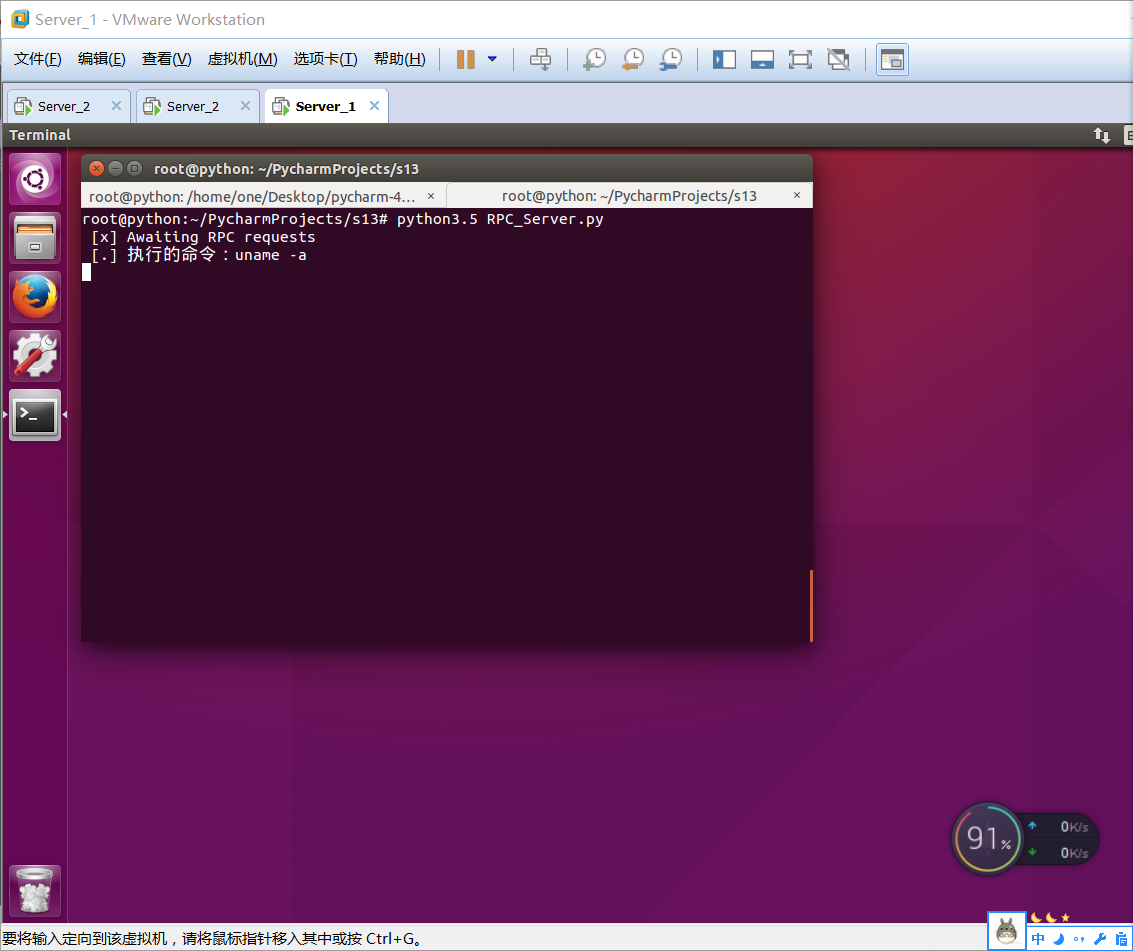 Server_1 - VMware Workstation
文件(F) 编辑(E) 查看(V) 虚拟机(M) 选项卡(T) 帮助(H)
Server_2 Server_2 Server_1
Terminal
root@python: ~/PycharmProjects/s13
root@python: /home/one/Desktop/pycharm-4... × root@python: ~/PycharmProjects/s13 ×
root@python:~/PycharmProjects/s13# python3.5 RPC_Server.py
[x] Awaiting RPC requests
[.] 执行的命令：uname -a
91% 0K/s
0K/s
要将输入定向到该虚拟机，请将鼠标指针移入其中或按 Ctrl+G。
中